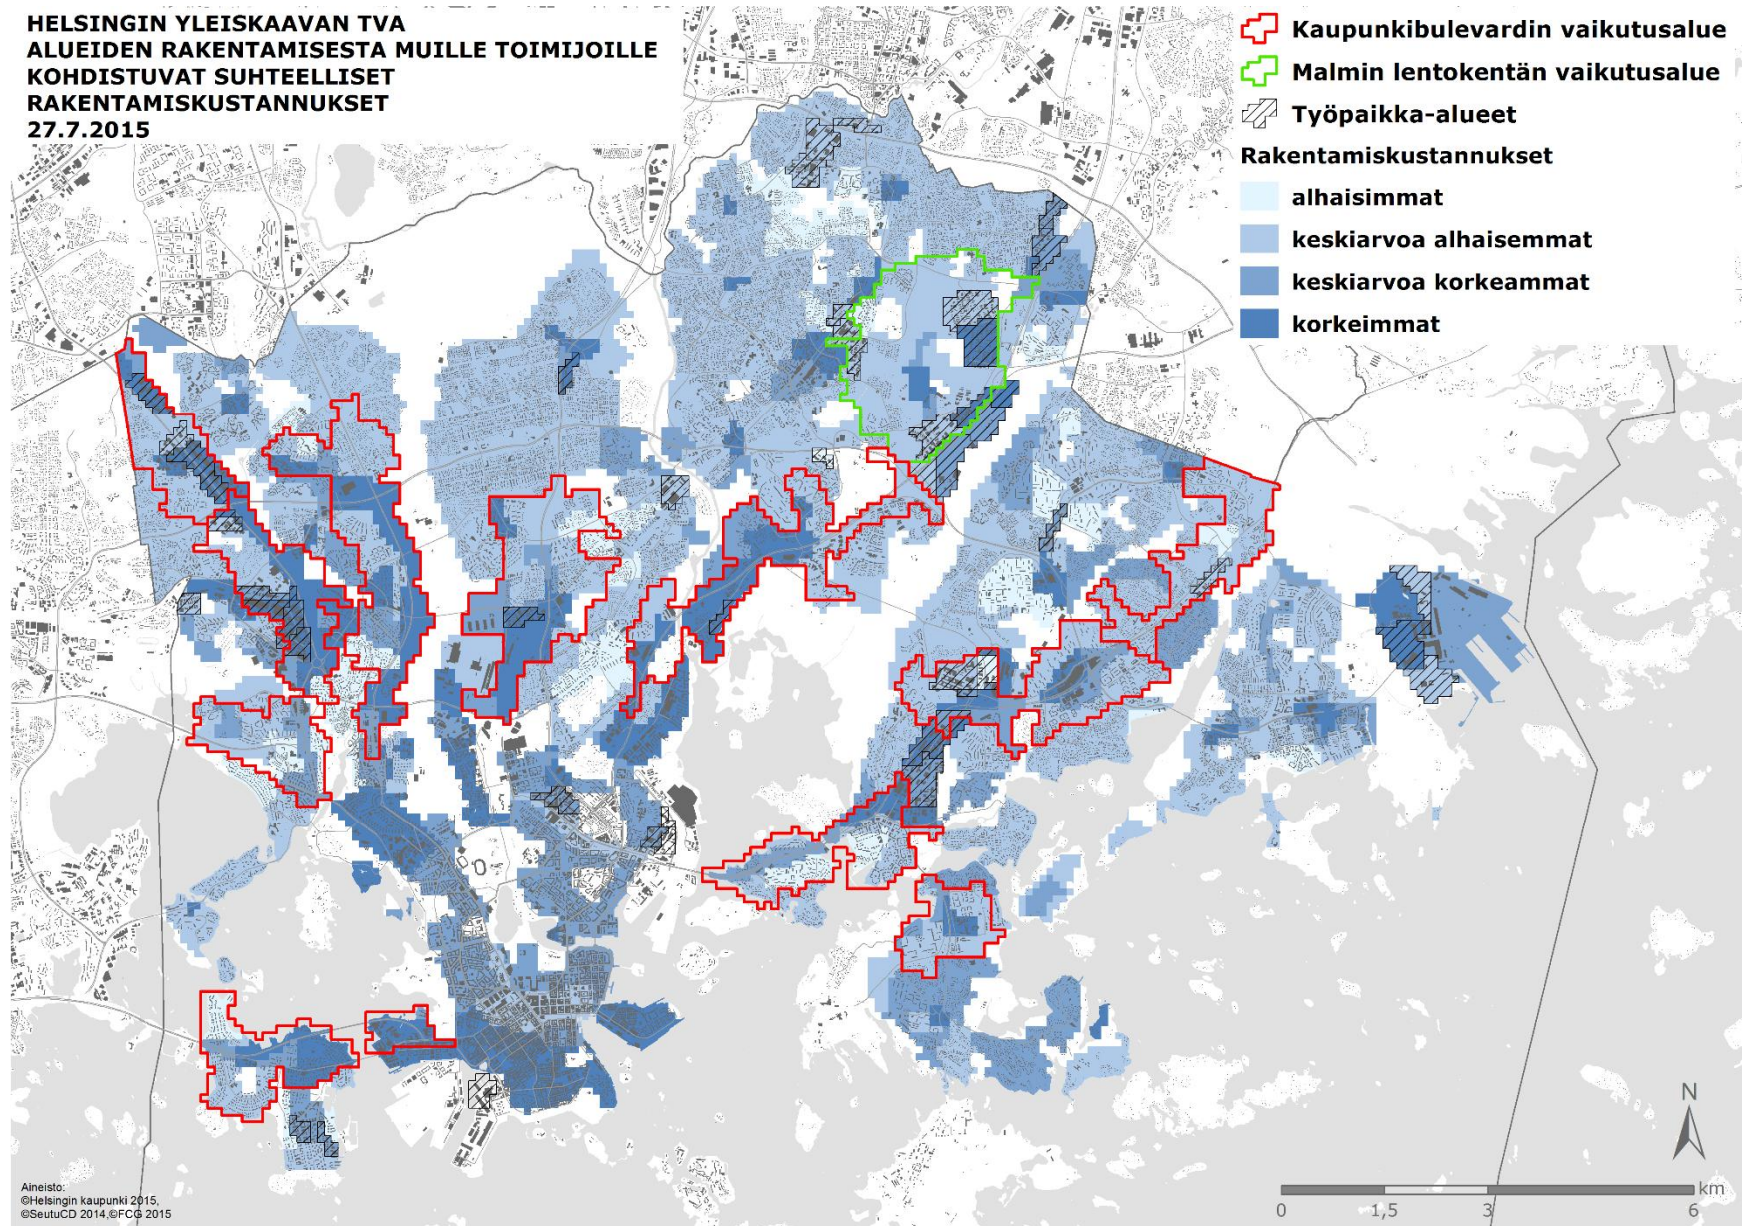 HELSINGIN YLEISKAAVAN TVA
ALUEIDEN RAKENTAMISESTA MUILLE TOIMIJOILLE
KOHDISTUVAT SUHTEELLISET
RAKENTAMISKUSTANNUKSET
27.7.2015
Kaupunkibulevardin vaikutusalue
Malmin lentokentän vaikutusalue
Työpaikka-alueet
Rakentamiskustannukset
alhaisimmat
keskiarvoa alhaisemmat
keskiarvoa korkeammat
korkeimmat
N
km
0 1,5 3 6
Aineisto:
©Helsingin kaupunki 2015,
©SeutuCD 2014,©FCG 2015